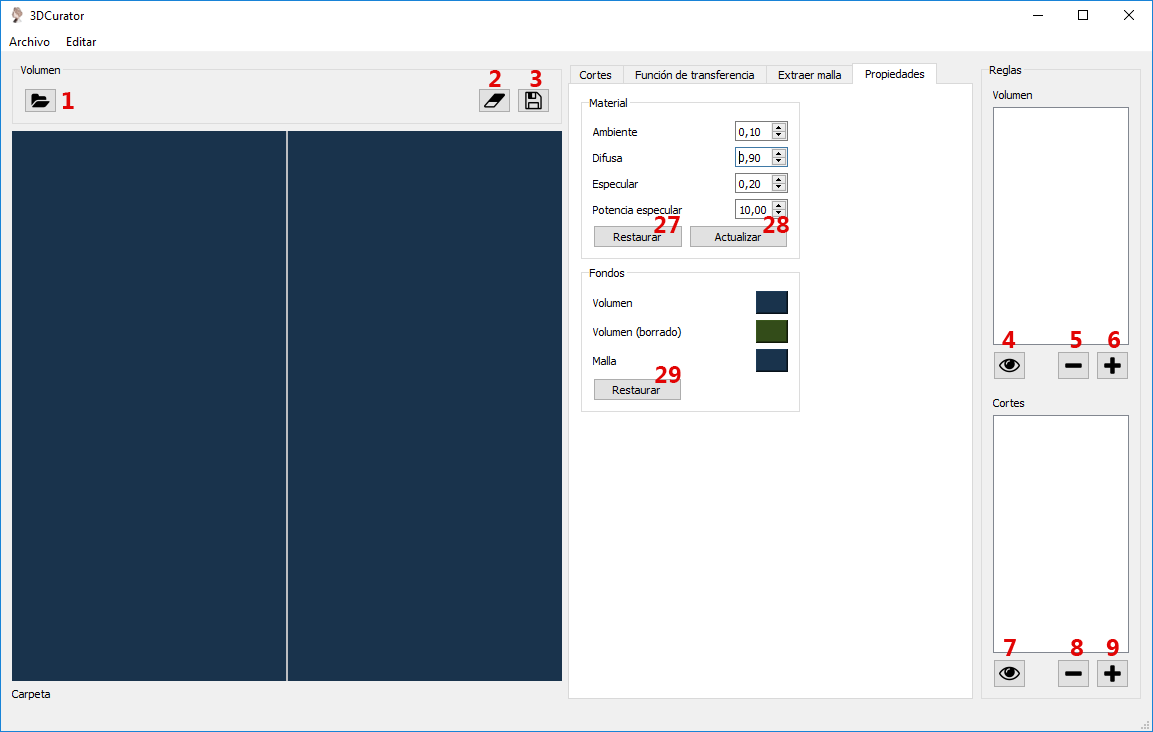 3DCurator
Archivo Editar
Volumen
1
2
3
Cortes Función de transferencia Extraer malla Propiedades
Material
Ambiente 0,10
Difusa 0,90
Especular 0,20
Potencia especular 10,00
Restaurar 27 Actualizar 28
Fondos
Volumen
Volumen (borrado)
Malla
Restaurar 29
Reglas
Volumen
4 5 6
Cortes
7 8 9
Carpeta